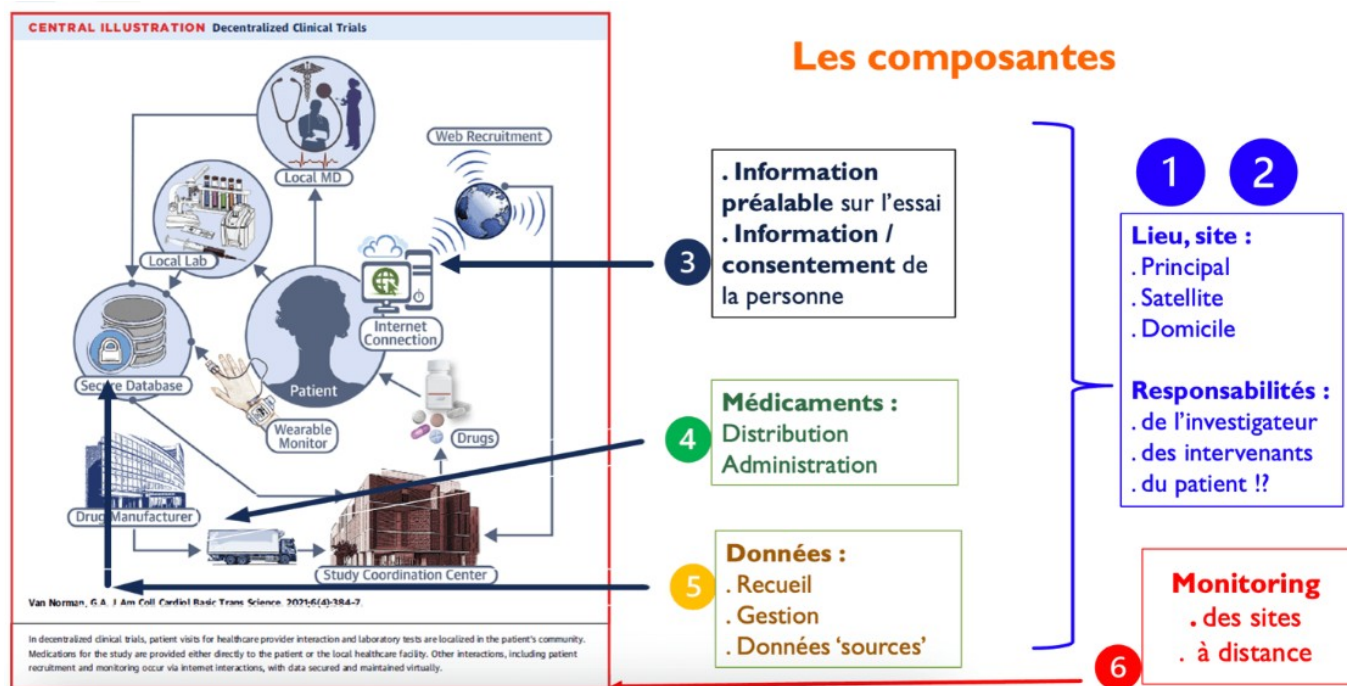 CENTRAL ILLUSTRATION Decentralized Clinical Trials
Local MD
Web Recruitment
Local Lab
Internet
Connection
Secure Database
Patient
Wearable
Monitor
Drugs
Drug Manufacturer
Study Coordination Center
Van Norman, G.A. J Am Coll Cardiol Basic Trans Science. 2021;6(4):384–7.
In decentralized clinical trials, patient visits for healthcare provider interaction and laboratory tests are localized in the patient's community.
Medications for the study are provided either directly to the patient or the local healthcare facility. Other interactions, including patient
recruitment and monitoring occur via internet interactions, with data secured and maintained virtually.
Les composantes
3
. Information
préalable sur l'essai
. Information /
consentement de
la personne
4
Médicaments :
Distribution
Administration
5
Données :
. Recueil
. Gestion
. Données ‘sources’
1 2
Lieu, site :
. Principal
. Satellite
. Domicile
Responsabilités :
. de l'investigateur
. des intervenants
. du patient !?
6
Monitoring
. des sites
. à distance